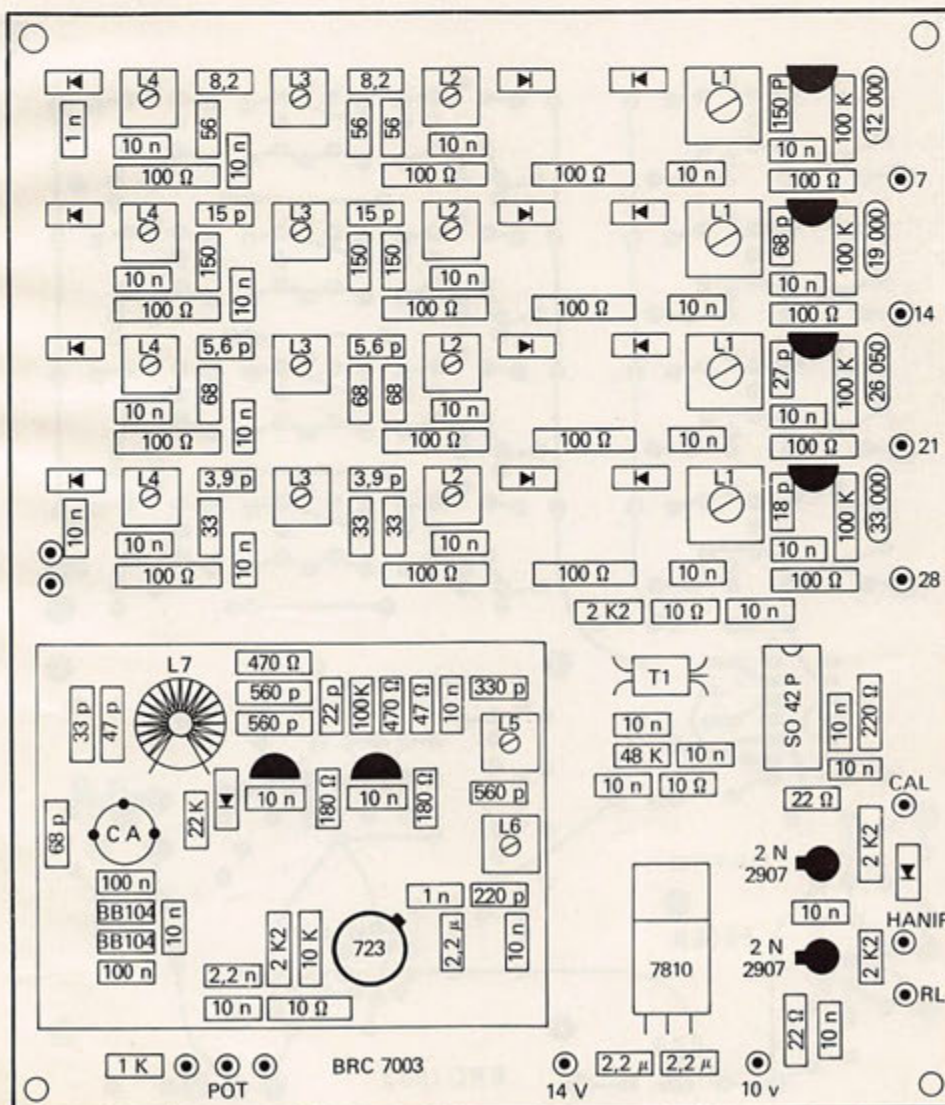 L4 8,2 L3 8,2 L2 L1 150 P 100 K 12 000
1 n 10 n 56 10 n 56 56 10 n 10 n 10 n
100 Ω 100 Ω 100 Ω 100 Ω 7
L4 15 p L3 15 p L2 L1 68 p 100 K 19 000
10 n 150 10 n 150 150 10 n 10 n 10 n
100 Ω 100 Ω 100 Ω 100 Ω 14
L4 5,6 p L3 5,6 p L2 L1 27 p 100 K 26 050
10 n 68 10 n 68 68 10 n 10 n 10 n
100 Ω 100 Ω 100 Ω 100 Ω 21
L4 3,9 p L3 3,9 p L2 L1 18 p 100 K 33 000
10 n 10 n 33 10 n 33 33 10 n 10 n 10 n
100 Ω 100 Ω 100 Ω 100 Ω 28
2 K2 10 Ω 10 n
L7
470 Ω
560 p
560 p
33 p 47 p
22 p 100K 470 Ω 47 Ω 10 n 330 p
L5
10 n 180 Ω 10 n 180 Ω 560 p
22 K
68 p
C A
L6
100 n
BB104
BB104
100 n
10 n
1 n 220 p
2 K2 10 K 723 2,2 µ 10 n
2,2 n
10 n 10 Ω
T1
SO 42 P
10 n
48 K 10 n
10 n 10 Ω
10 n 220 Ω
10 n
22 Ω
CAL
2 N
2907
2 K2
10 n
HANIF
2 N
2907
2 K2
7810
RL
22 Ω 10 n
1 K POT BRC 7003 14 V 2,2 µ 2,2 µ 10 v